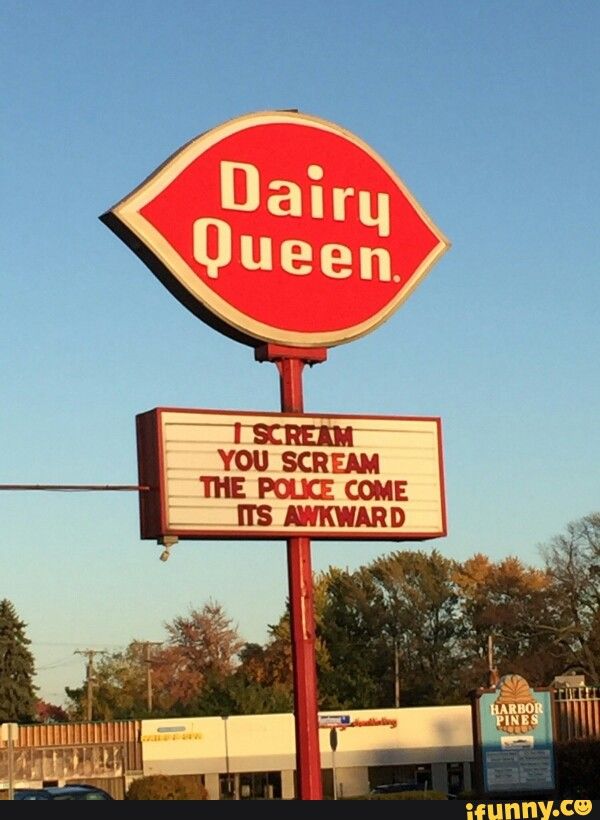 Dairy
Queen.
I SCREAM
YOU SCREAM
THE POLICE COME
ITS AWKWARD
HARBOR
PINES
ifunny.co